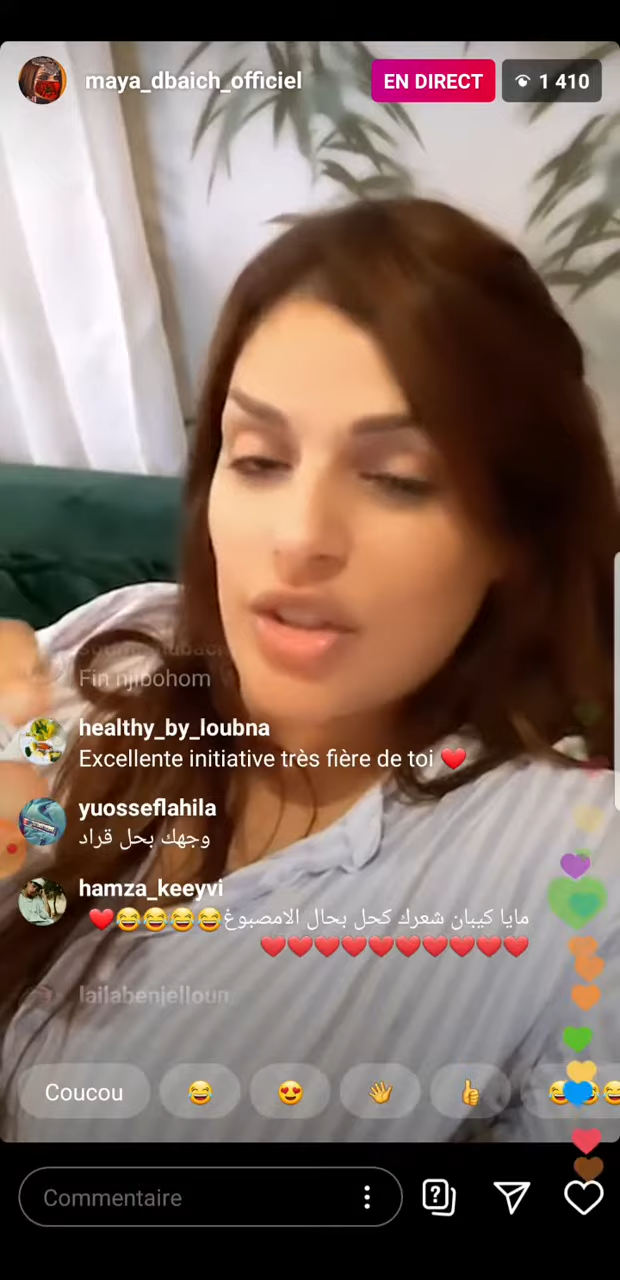 maya_dbaich_officiel
EN DIRECT
1 410
Fin njibohom
healthy_by_loubna
Excellente initiative très fière de toi ❤️
yuosseflahila
وجهك بحل قراد
hamza_keeyvi
مايا كيبان شعرك كحل بحال الامصبوغ😂😂😂😂❤️
❤️❤️❤️❤️❤️❤️❤️❤️❤️❤️
lailabenjelloun
Coucou 😂 😍 👋 👍 😂😂😂
Commentaire